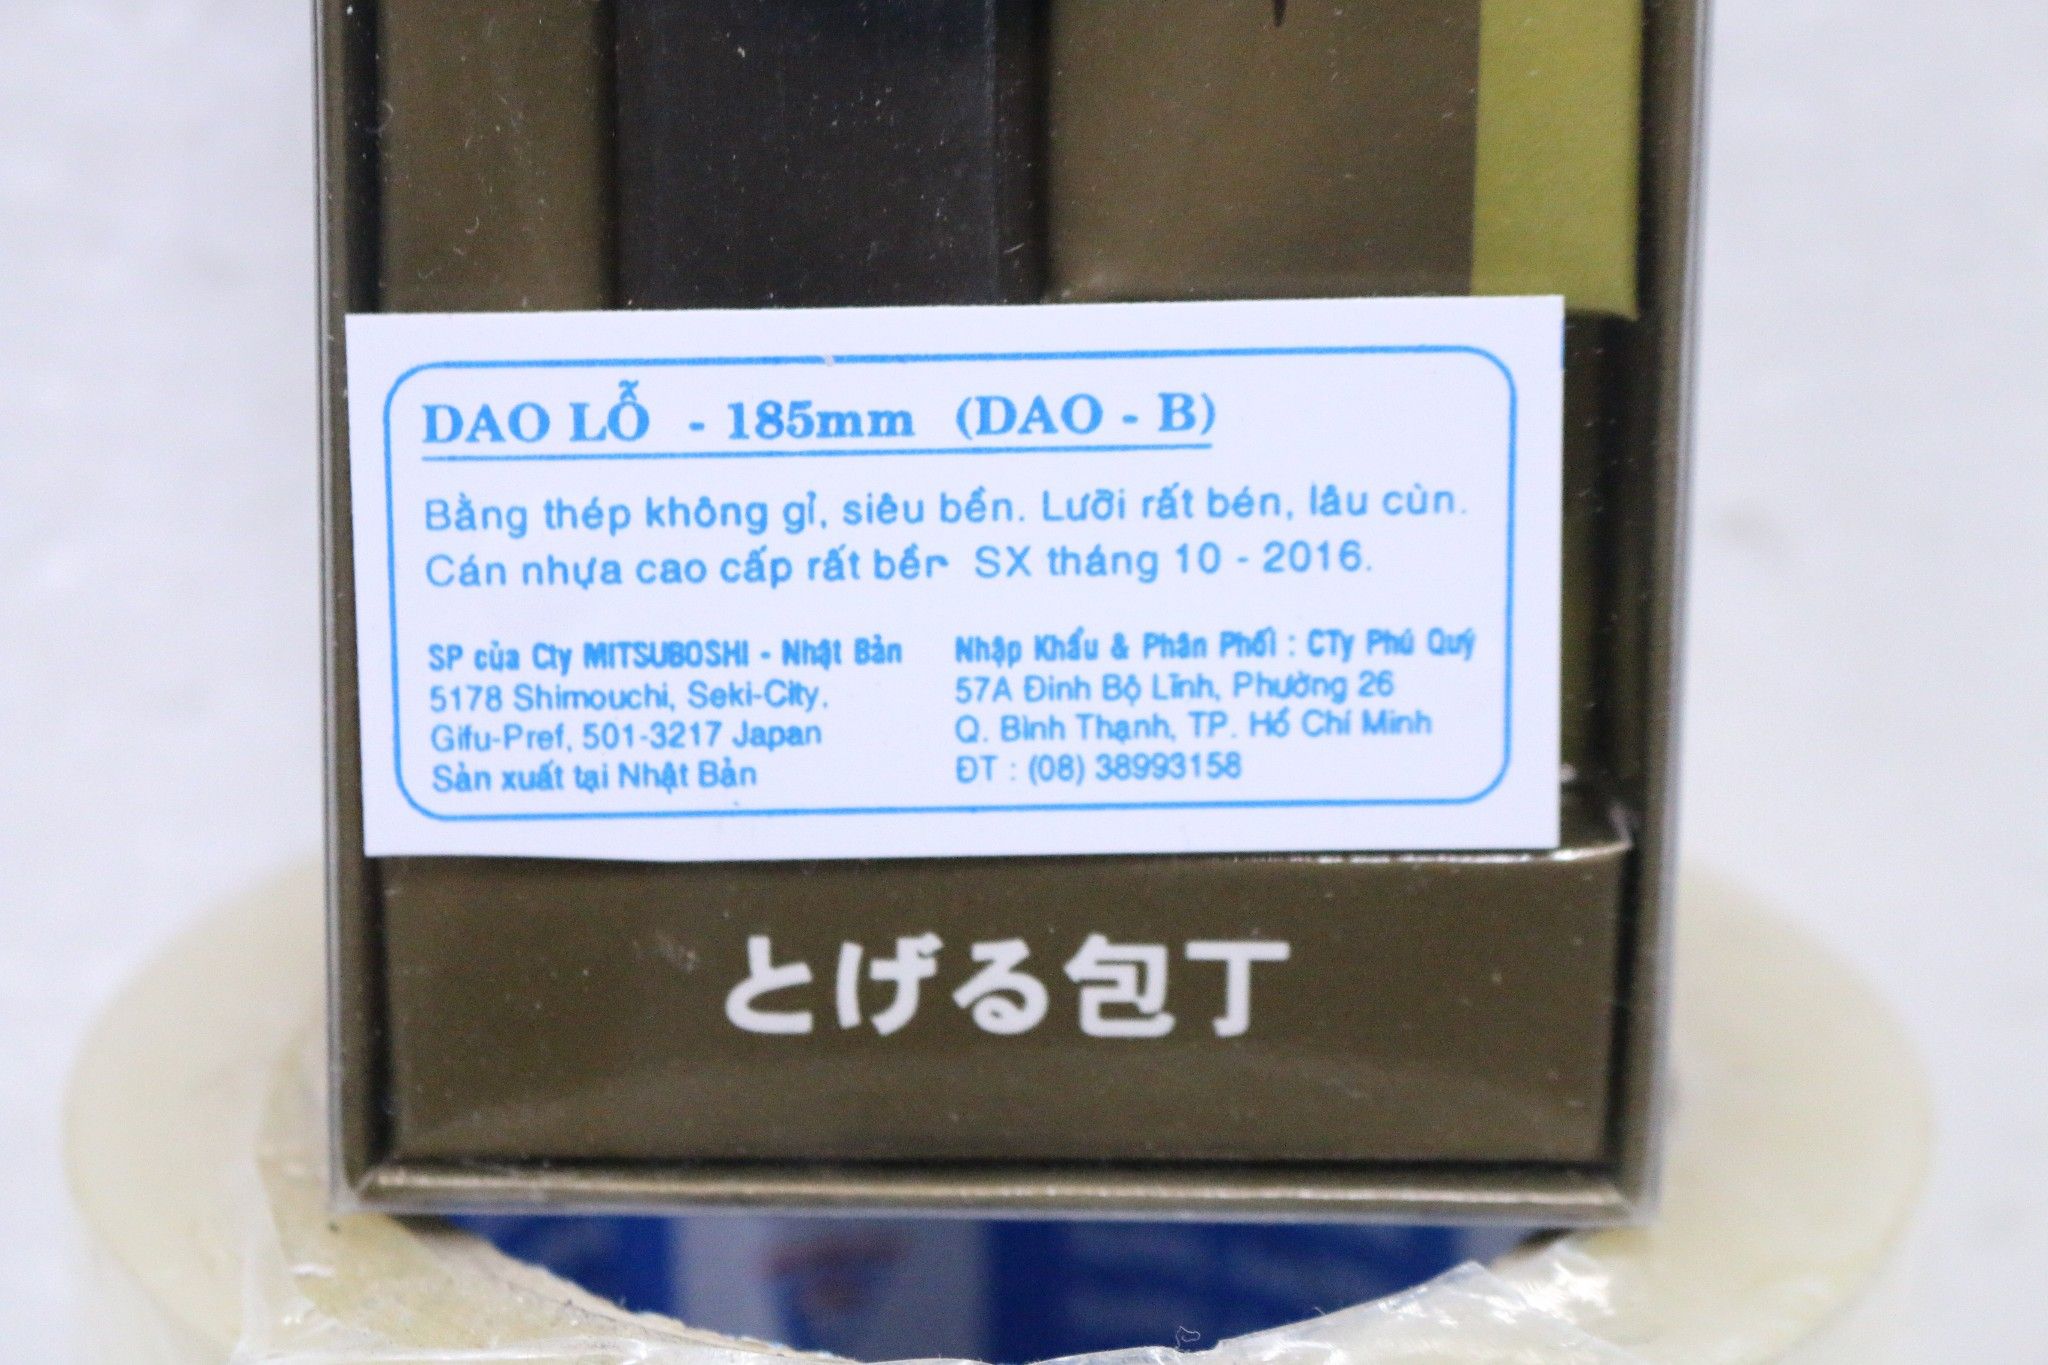 DAO LỖ - 185mm (DAO - B)
Bằng thép không gỉ, siêu bền. Lưỡi rất bén, lâu cùn.
Cán nhựa cao cấp rất bền SX tháng 10 - 2016.
SP của Cty MITSUBOSHI - Nhật Bản
5178 Shimouchi, Seki-City.
Gifu-Pref, 501-3217 Japan
Sản xuất tại Nhật Bản
Nhập Khẩu & Phân Phối : CTy Phú Quý
57A Đinh Bộ Lĩnh, Phường 26
Q. Bình Thạnh, TP. Hồ Chí Minh
ĐT : (08) 38993158
とげる包丁